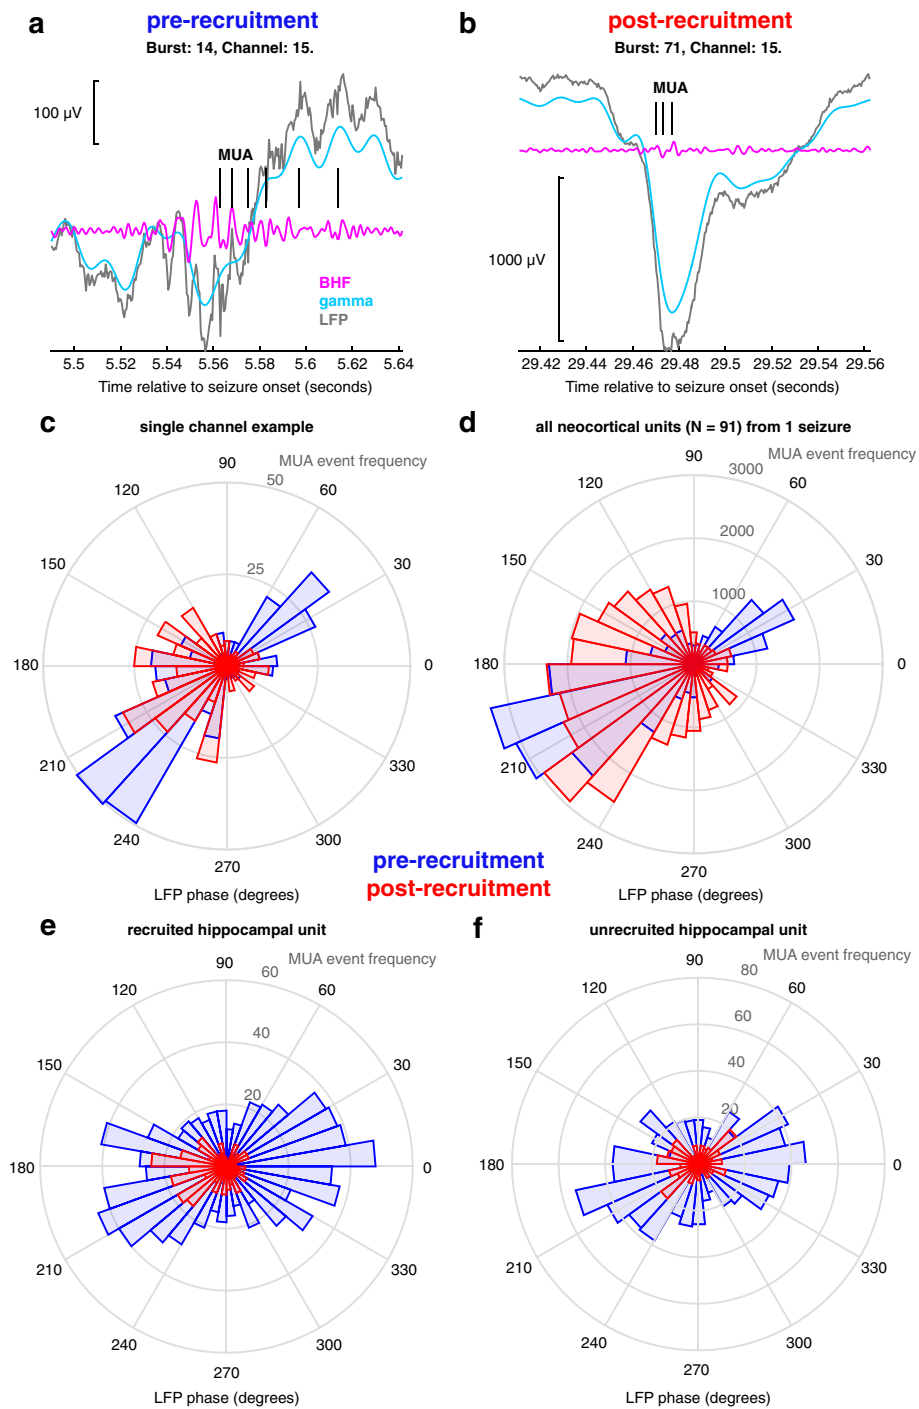 a
pre-recruitment
Burst: 14, Channel: 15.
100 µV
MUA
BHF
gamma
LFP
5.5 5.52 5.54 5.56 5.58 5.6 5.62 5.64
Time relative to seizure onset (seconds)
b
post-recruitment
Burst: 71, Channel: 15.
MUA
1000 µV
29.42 29.44 29.46 29.48 29.5 29.52 29.54 29.56
Time relative to seizure onset (seconds)
c
single channel example
MUA event frequency
90
50
120 60
25
150 30
180 0
210 330
240 300
270
LFP phase (degrees)
d
all neocortical units (N = 91) from 1 seizure
MUA event frequency
90
3000
120 60
2000
150 30
1000
180 0
210 330
240 300
270
LFP phase (degrees)
pre-recruitment
post-recruitment
e
recruited hippocampal unit
MUA event frequency
90
60
120 60
40
150 30
20
180 0
210 330
240 300
270
LFP phase (degrees)
f
unrecruited hippocampal unit
MUA event frequency
90
80
120 60
60
40
150 30
20
180 0
210 330
240 300
270
LFP phase (degrees)